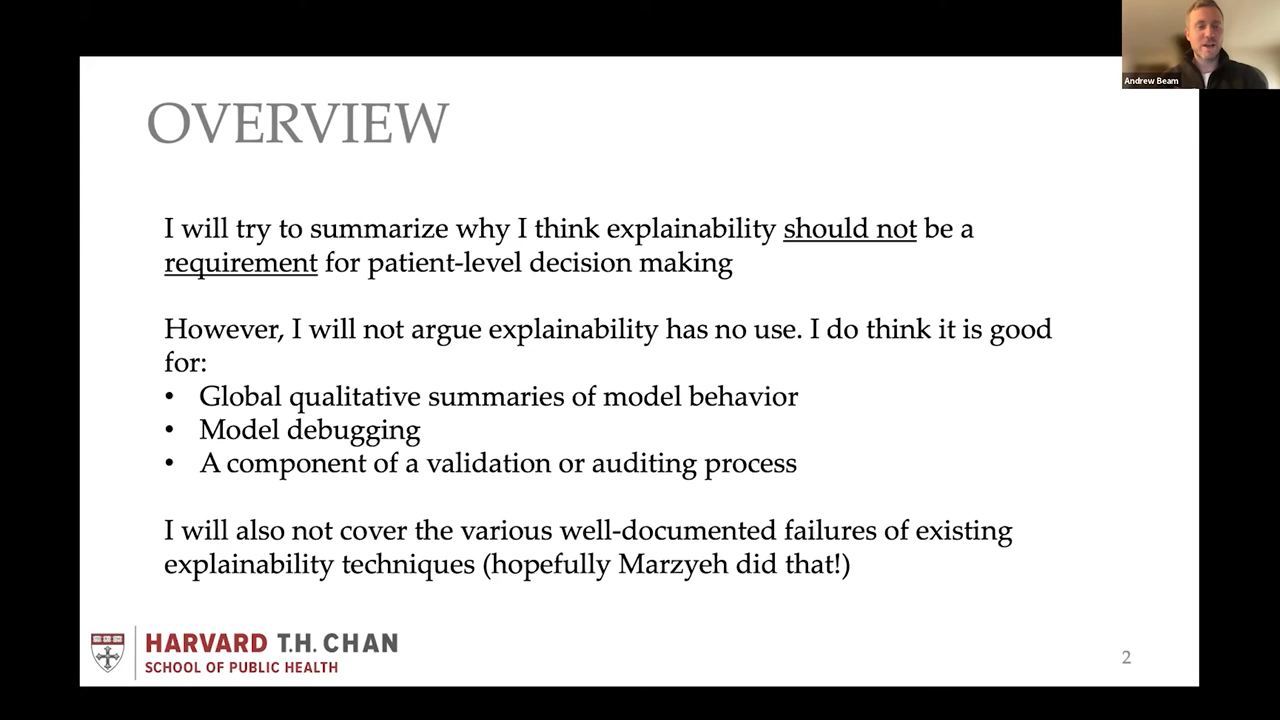 Andrew Beam
OVERVIEW
I will try to summarize why I think explainability should not be a
requirement for patient-level decision making
However, I will not argue explainability has no use. I do think it is good
for:
• Global qualitative summaries of model behavior
• Model debugging
• A component of a validation or auditing process
I will also not cover the various well-documented failures of existing
explainability techniques (hopefully Marzyeh did that!)
HARVARD T.H. CHAN
SCHOOL OF PUBLIC HEALTH
2